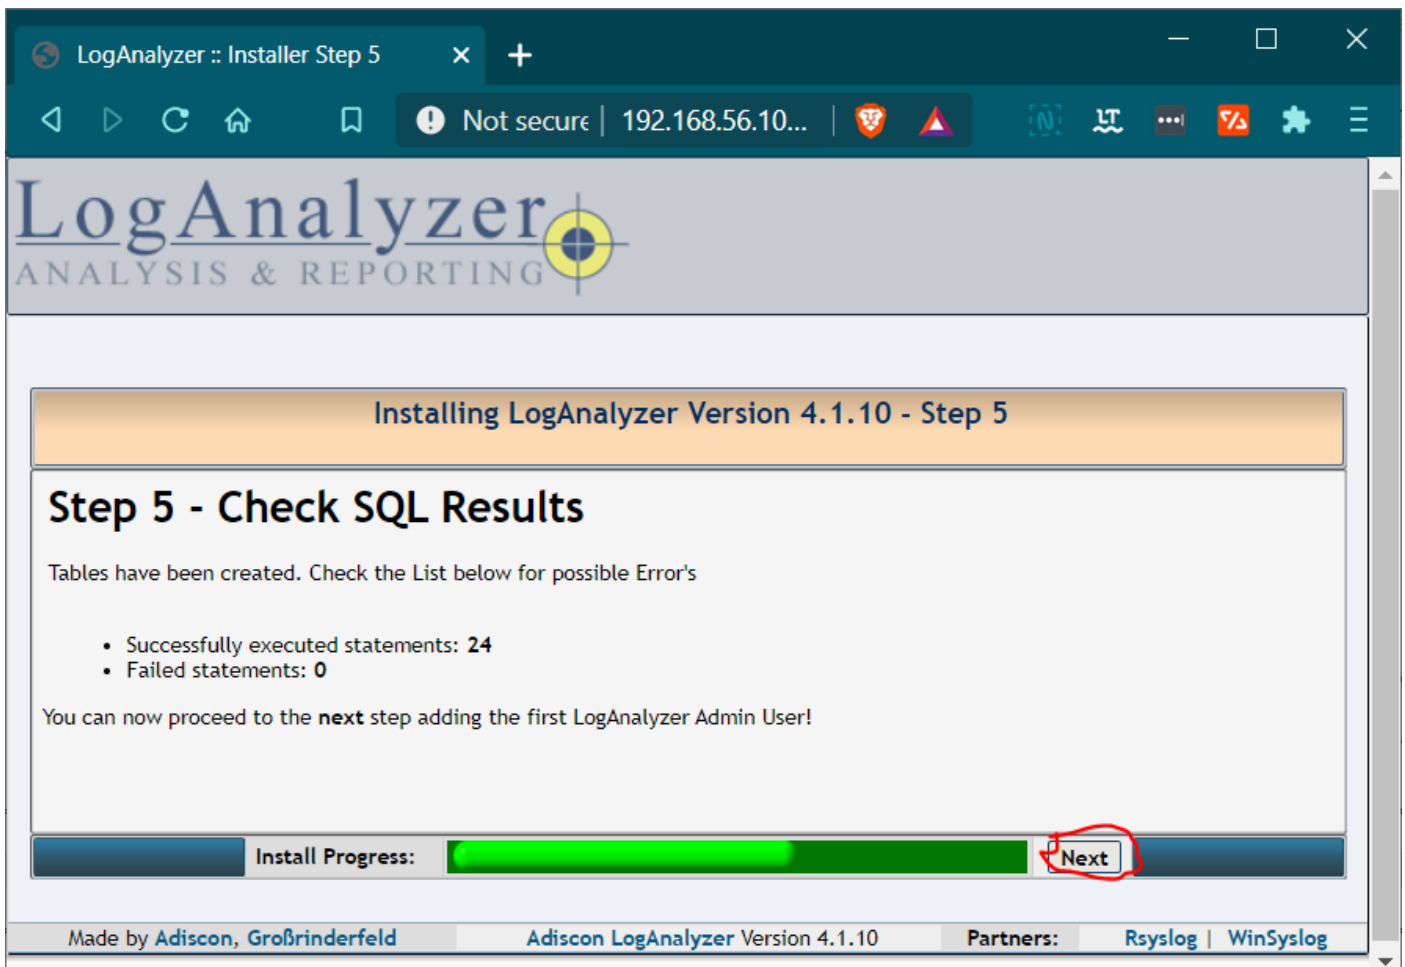 LogAnalyzer :: Installer Step 5
Not secure | 192.168.56.10...
LogAnalyzer
ANALYSIS & REPORTING
Installing LogAnalyzer Version 4.1.10 - Step 5
Step 5 - Check SQL Results
Tables have been created. Check the List below for possible Error's
• Successfully executed statements: 24
• Failed statements: 0
You can now proceed to the next step adding the first LogAnalyzer Admin User!
Install Progress: Next
Made by Adiscon, Großrinderfeld Adiscon LogAnalyzer Version 4.1.10 Partners: Rsyslog | WinSyslog